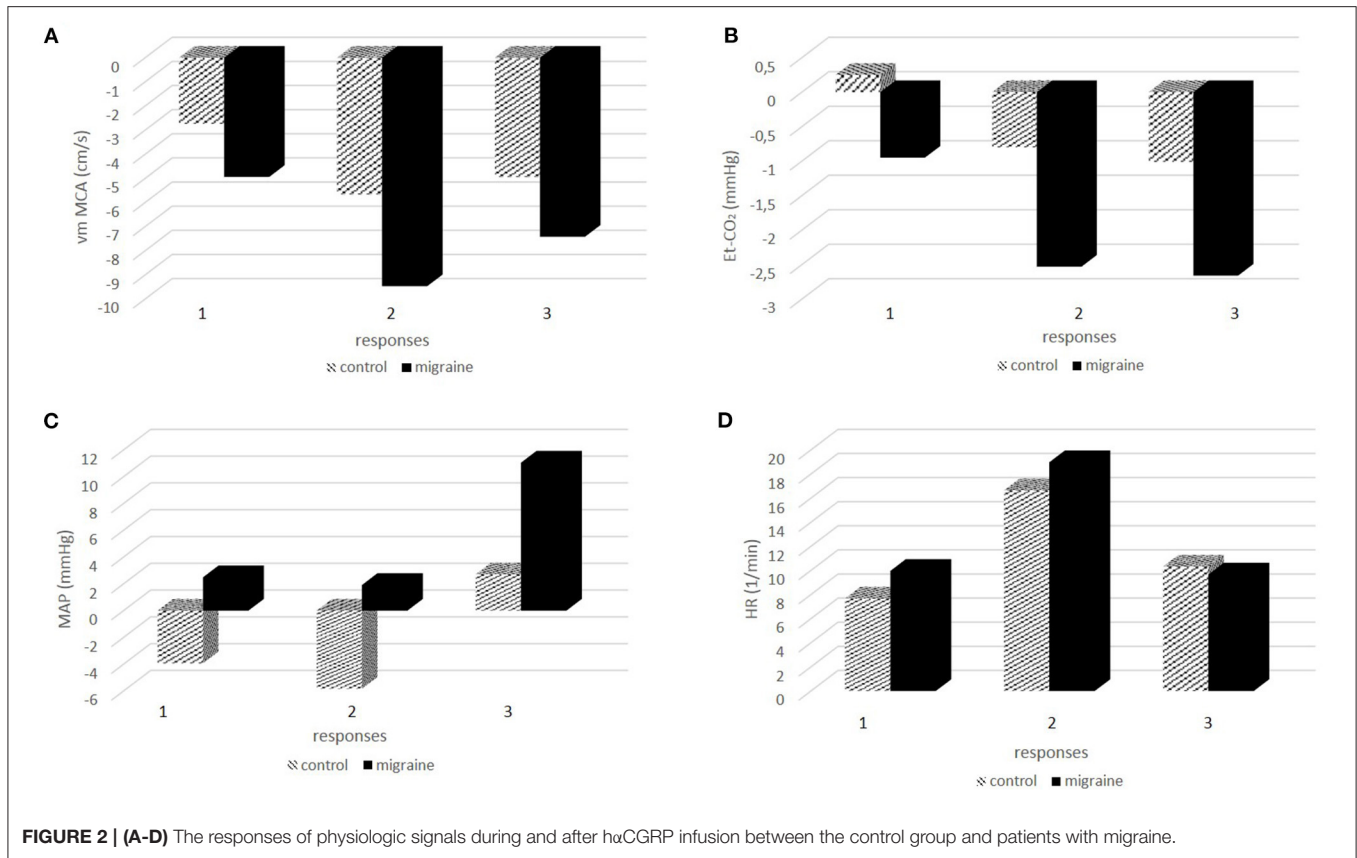 A
0
-1
-2
-3
-4
-5
-6
-7
-8
-9
-10
vm MCA (cm/s)
1 2 3
responses
control migraine
B
0,5
0
-0,5
-1
-1,5
-2
-2,5
-3
Et-CO₂ (mmHg)
1 2 3
responses
control migraine
C
12
10
8
6
4
2
0
-2
-4
-6
MAP (mmHg)
1 2 3
responses
control migraine
D
20
18
16
14
12
10
8
6
4
2
0
HR (1/min)
1 2 3
responses
control migraine
FIGURE 2 | (A-D) The responses of physiologic signals during and after hαCGRP infusion between the control group and patients with migraine.